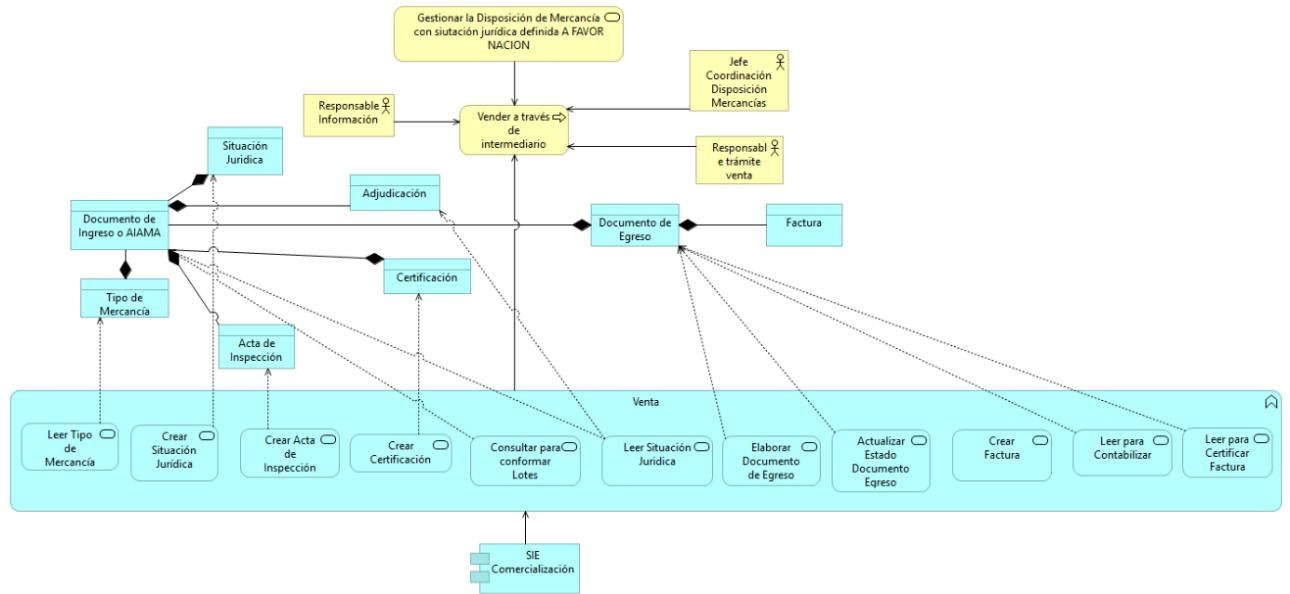 Gestionar la Disposición de Mercancía
con siutación jurídica definida A FAVOR
NACION
Jefe
Coordinación
Disposición
Mercancías
Responsable
Información
Vender a través
de
intermediario
Responsabl
e trámite
venta
Situación
Juridica
Adjudicación
Documento de
Ingreso o AIAMA
Documento de
Egreso
Factura
Certificación
Tipo de
Mercancía
Acta de
Inspección
Venta
Leer Tipo
de
Mercancía
Crear
Situación
Jurídica
Crear Acta
de
Inspección
Crear
Certificación
Consultar para
conformar
Lotes
Leer Situación
Juridica
Elaborar
Documento
de Egreso
Actualizar
Estado
Documento
Egreso
Crear
Factura
Leer para
Contabilizar
Leer para
Certificar
Factura
SIE
Comercialización